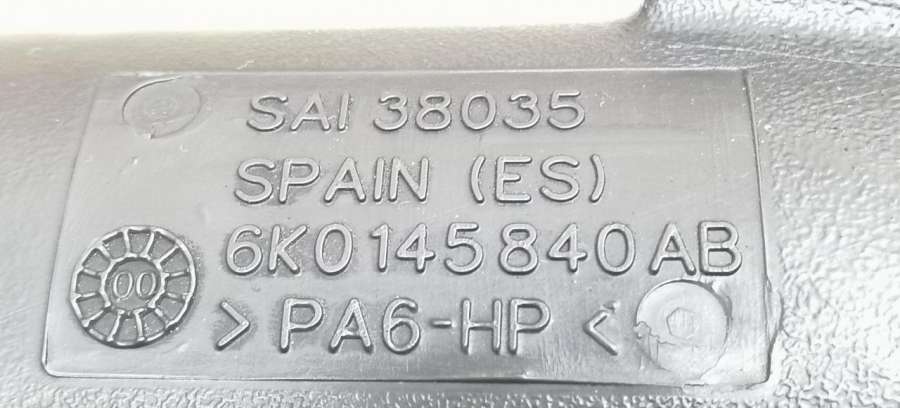 SAI 38035
SPAIN (ES)
6K0145840AB
00
> PA6-HP <